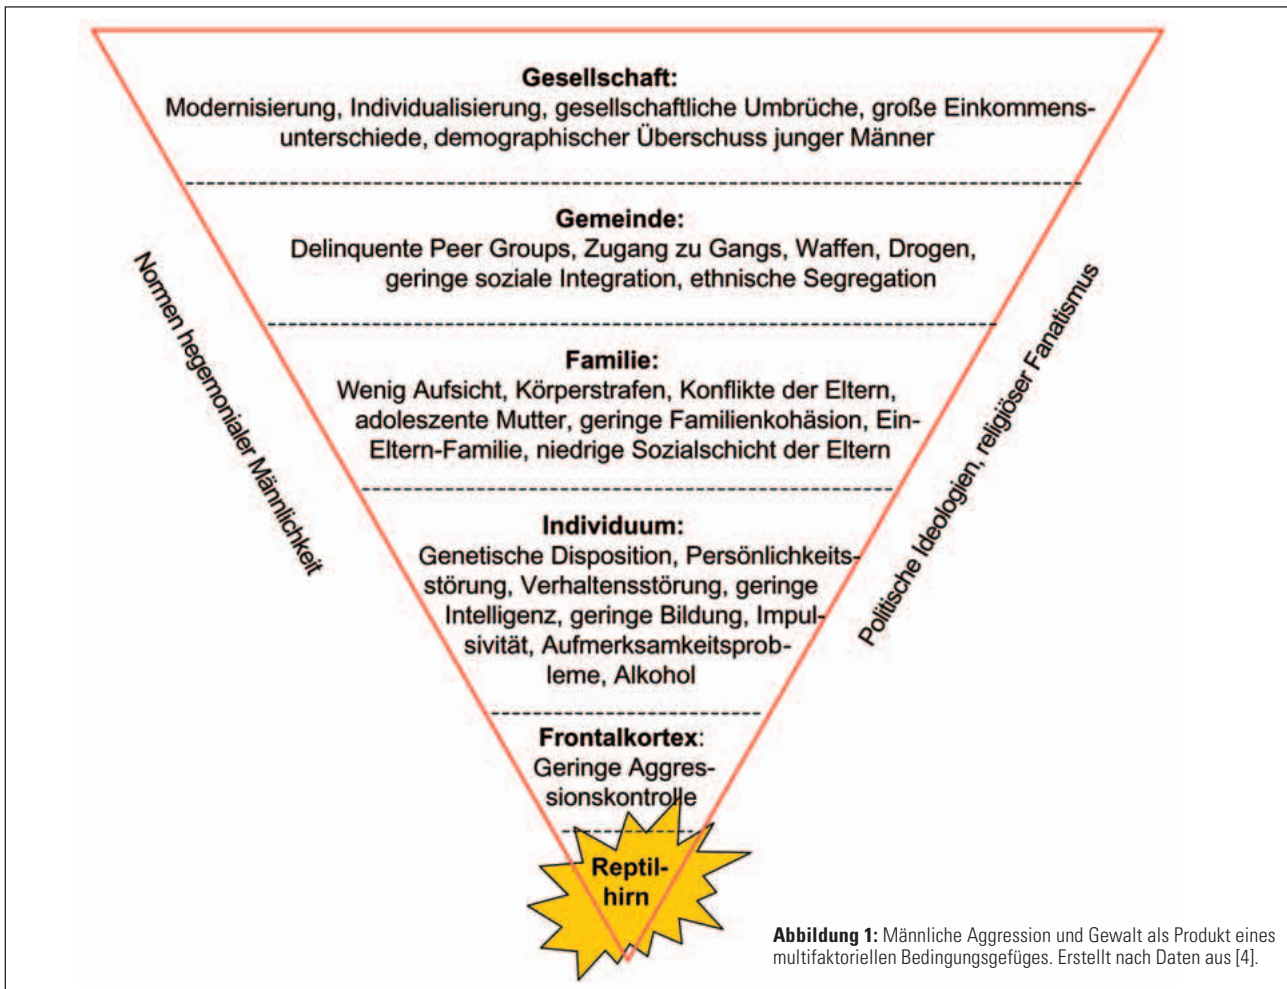 Gesellschaft:
Modernisierung, Individualisierung, gesellschaftliche Umbrüche, große Einkommens-
unterschiede, demographischer Überschuss junger Männer
Gemeinde:
Delinquente Peer Groups, Zugang zu Gangs, Waffen, Drogen,
geringe soziale Integration, ethnische Segregation
Normen hegemonialer Männlichkeit
Politische Ideologien, religiöser Fanatismus
Familie:
Wenig Aufsicht, Körperstrafen, Konflikte der Eltern,
adoleszente Mutter, geringe Familienkohäsion, Ein-
Eltern-Familie, niedrige Sozialschicht der Eltern
Individuum:
Genetische Disposition, Persönlichkeits-
störung, Verhaltensstörung, geringe
Intelligenz, geringe Bildung, Impul-
sivität, Aufmerksamkeitsprob-
leme, Alkohol
Frontalkortex:
Geringe Aggres-
sionskontrolle
Reptil-
hirn
Abbildung 1: Männliche Aggression und Gewalt als Produkt eines
multifaktoriellen Bedingungsgefüges. Erstellt nach Daten aus [4].